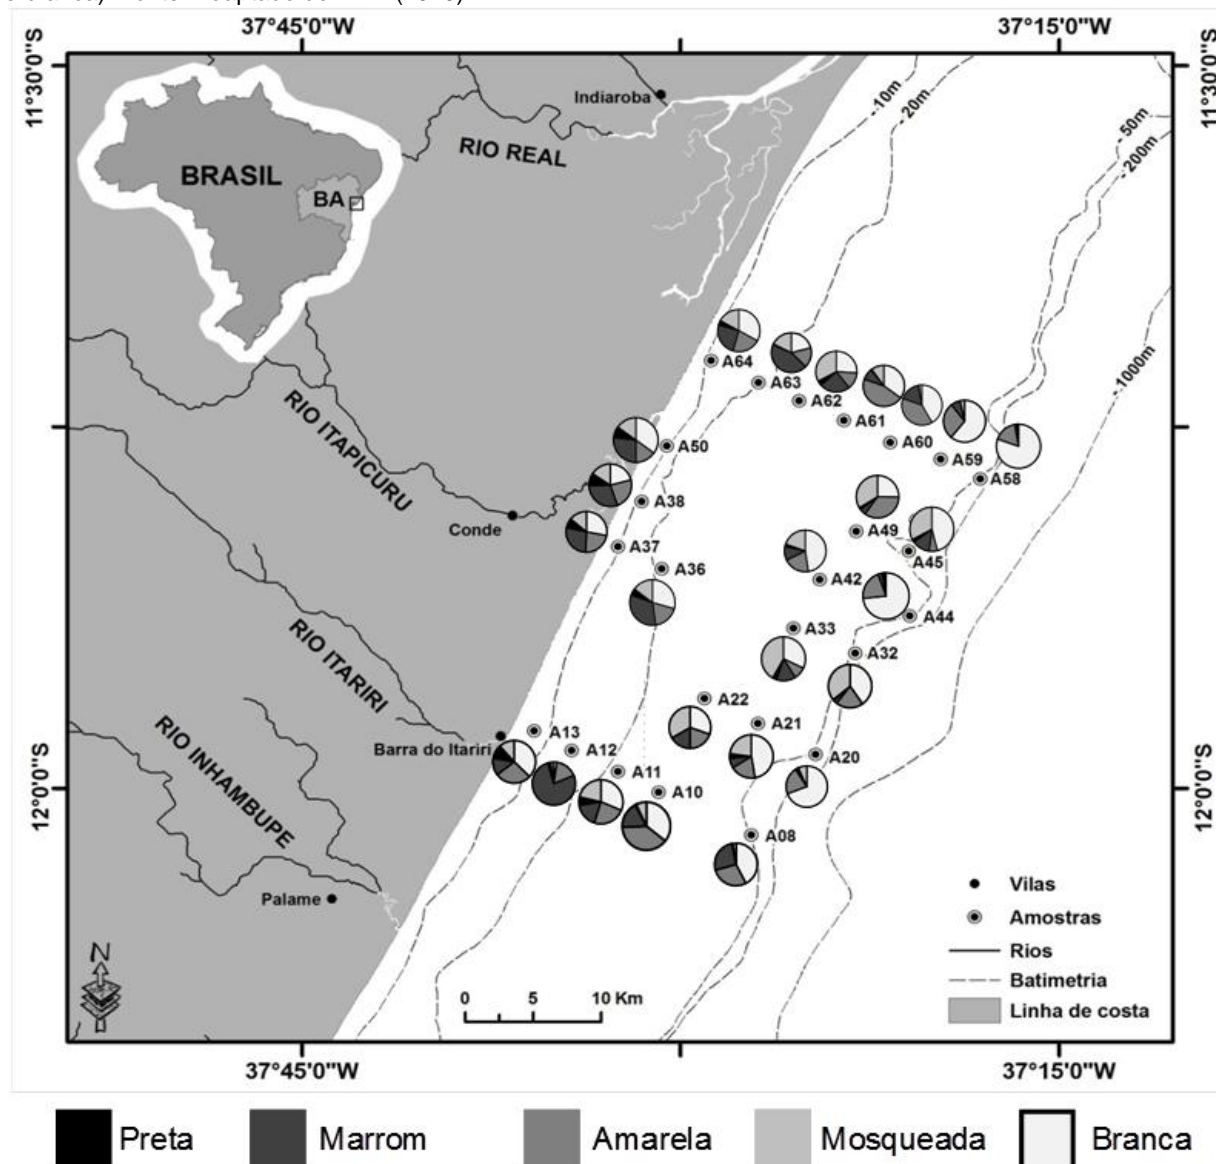 37°45'0"W 37°15'0"W
11°30'0"S
11°30'0"S
-10m
-20m
-50m
-200m
-1000m
Indiaroba
RIO REAL
BRASIL
BA
A64
A63
A62
A61
A60
A59
A58
A50
A38
A37
A36
A49
A45
A42
A44
A33
A32
A22
A21
A20
A13
A12
A11
A10
A08
RIO ITAPICURU
Conde
RIO ITARIRI
Barra do Itariri
RIO INHAMBUPE
Palame
12°0'0"S
12°0'0"S
N
0 5 10 Km
Vilas
Amostras
Rios
Batimetria
Linha de costa
37°45'0"W 37°15'0"W
Preta Marrom Amarela Mosqueada Branca